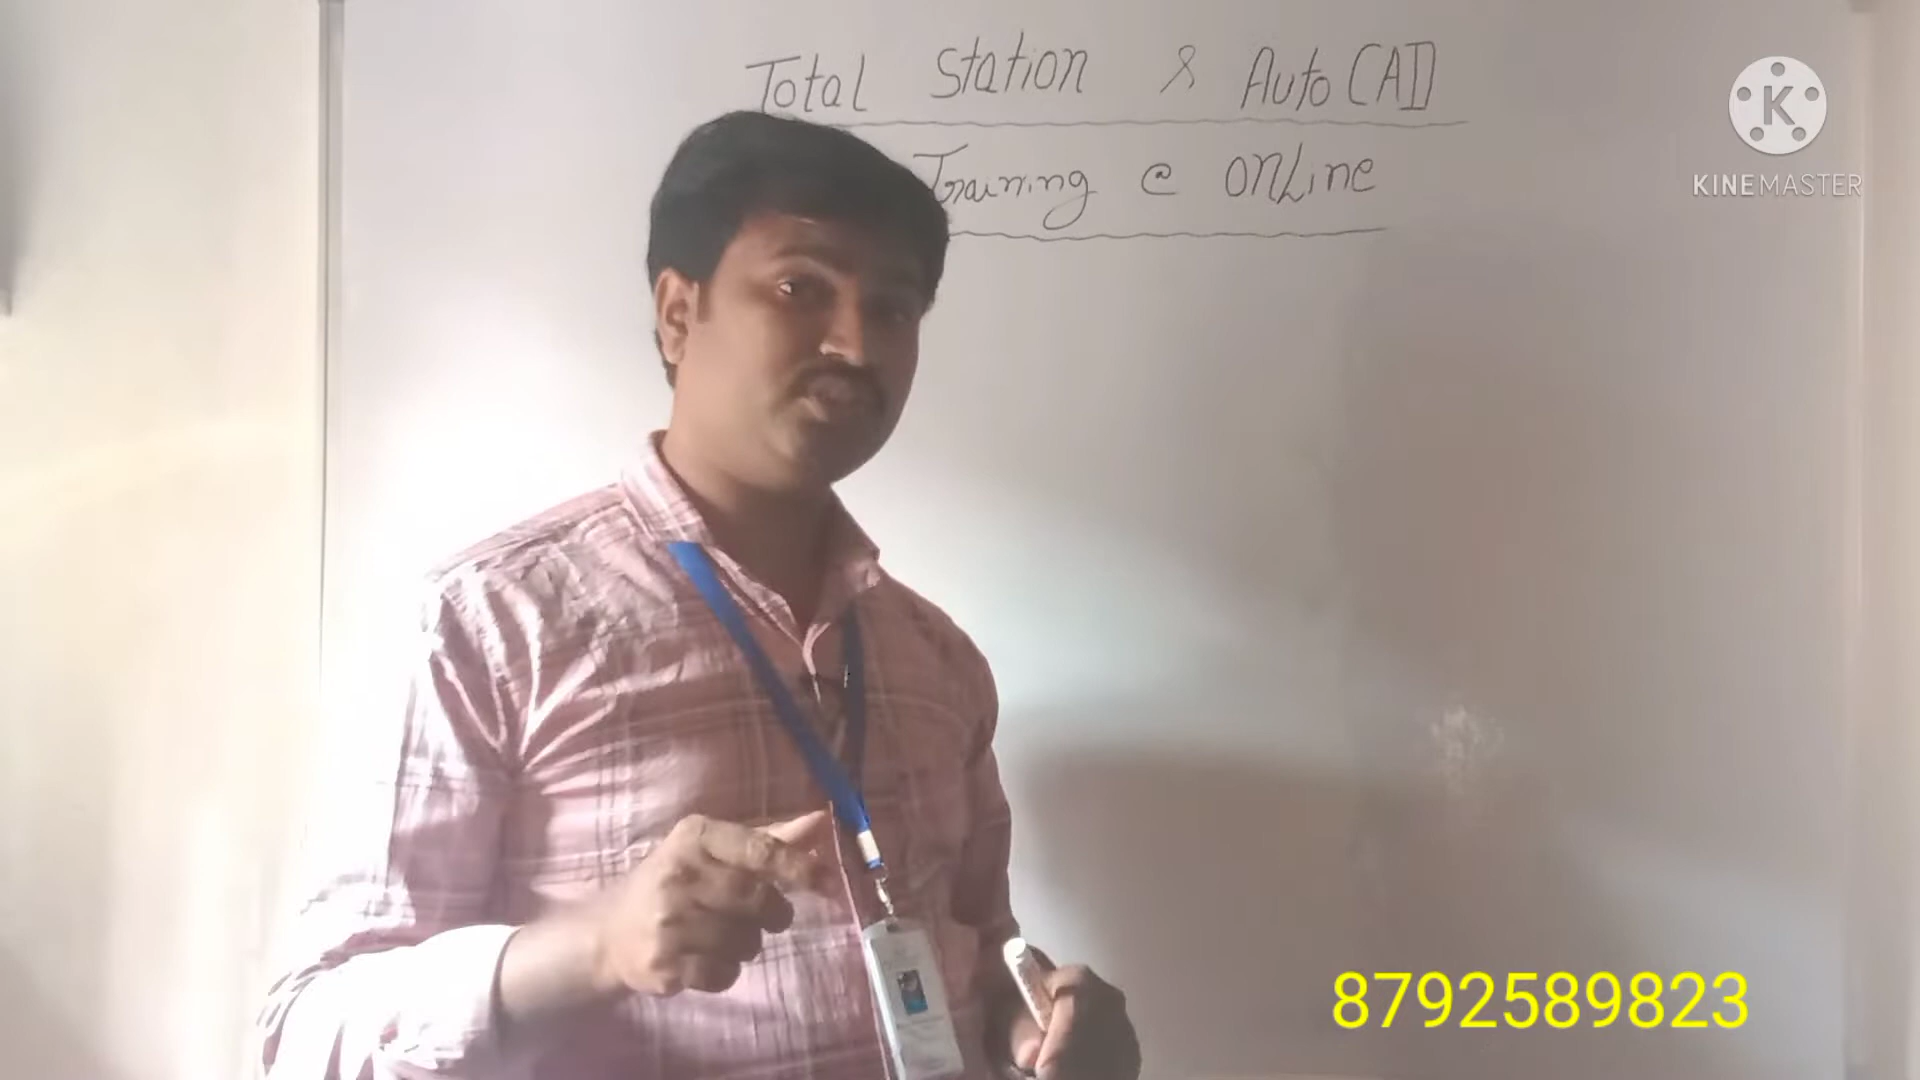 Total Station & AutoCAD
Training @ ONLine
KINEMASTER
8792589823